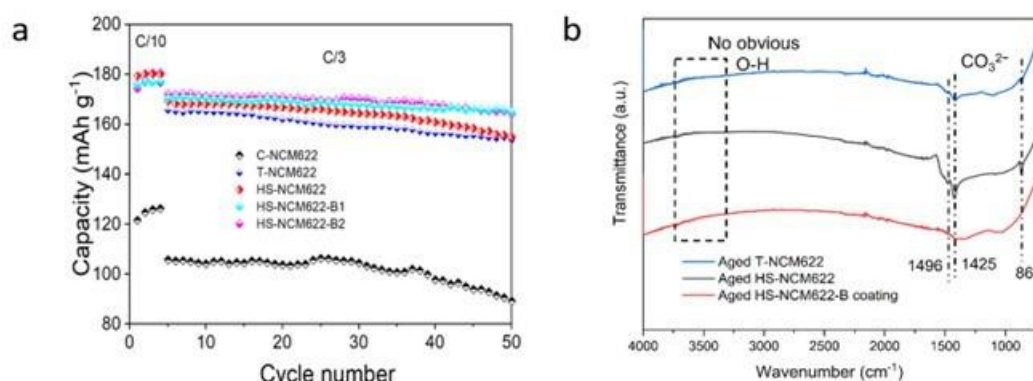 a
C/10
C/3
200
180
160
140
120
100
80
Capacity (mAh g⁻¹)
C-NCM622
T-NCM622
HS-NCM622
HS-NCM622-B1
HS-NCM622-B2
0 10 20 30 40 50
Cycle number
b
No obvious
O-H
CO₃²⁻
Transmittance (a.u.)
1496
1425
86
Aged T-NCM622
Aged HS-NCM622
Aged HS-NCM622-B coating
4000 3500 3000 2500 2000 1500 1000
Wavenumber (cm⁻¹)